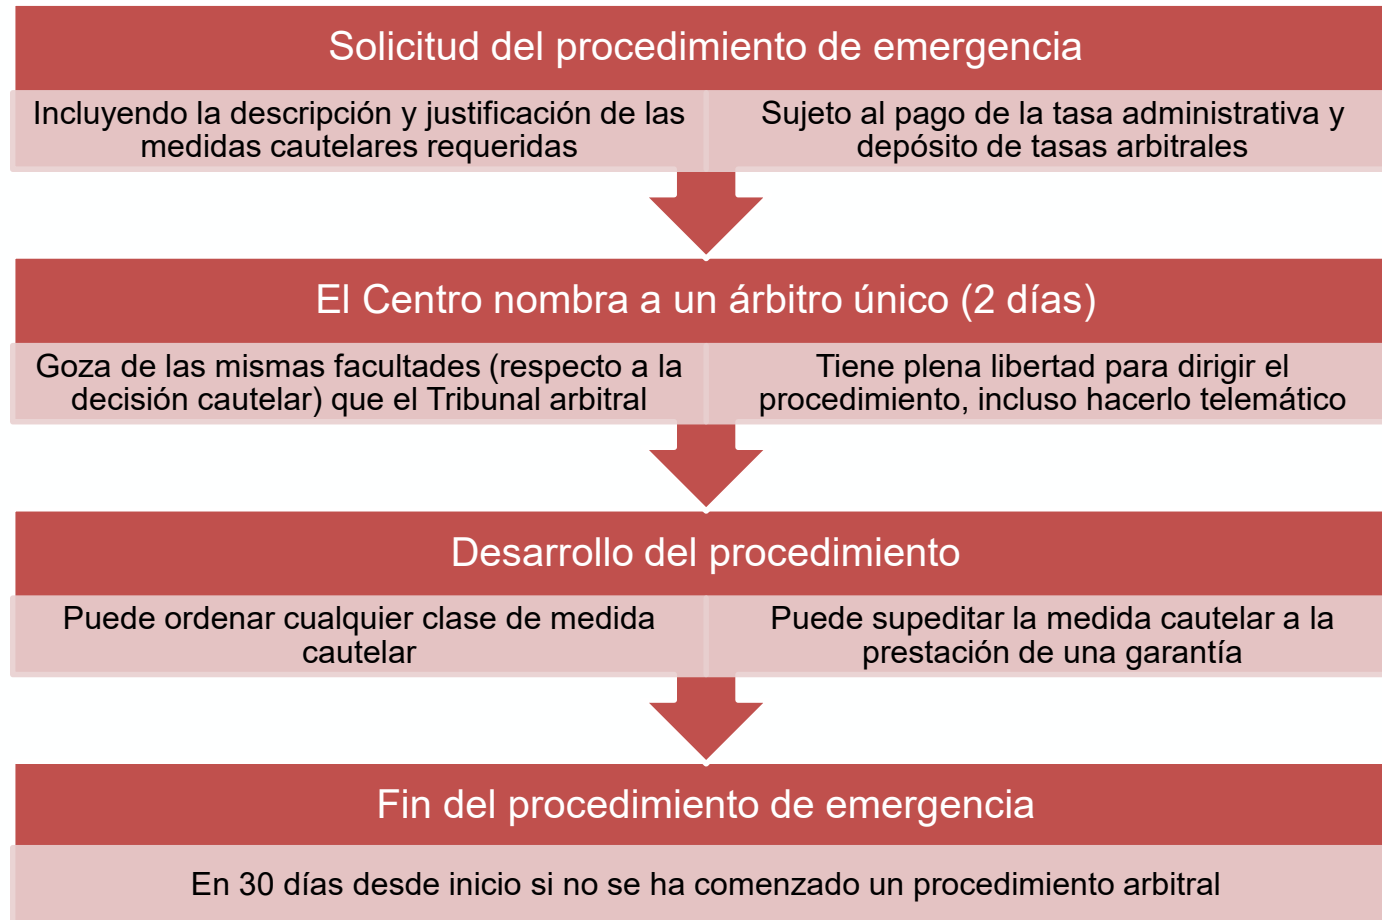 Solicitud del procedimiento de emergencia
Incluyendo la descripción y justificación de las
medidas cautelares requeridas
Sujeto al pago de la tasa administrativa y
depósito de tasas arbitrales
El Centro nombra a un árbitro único (2 días)
Goza de las mismas facultades (respecto a la
decisión cautelar) que el Tribunal arbitral
Tiene plena libertad para dirigir el
procedimiento, incluso hacerlo telemático
Desarrollo del procedimiento
Puede ordenar cualquier clase de medida
cautelar
Puede supeditar la medida cautelar a la
prestación de una garantía
Fin del procedimiento de emergencia
En 30 días desde inicio si no se ha comenzado un procedimiento arbitral